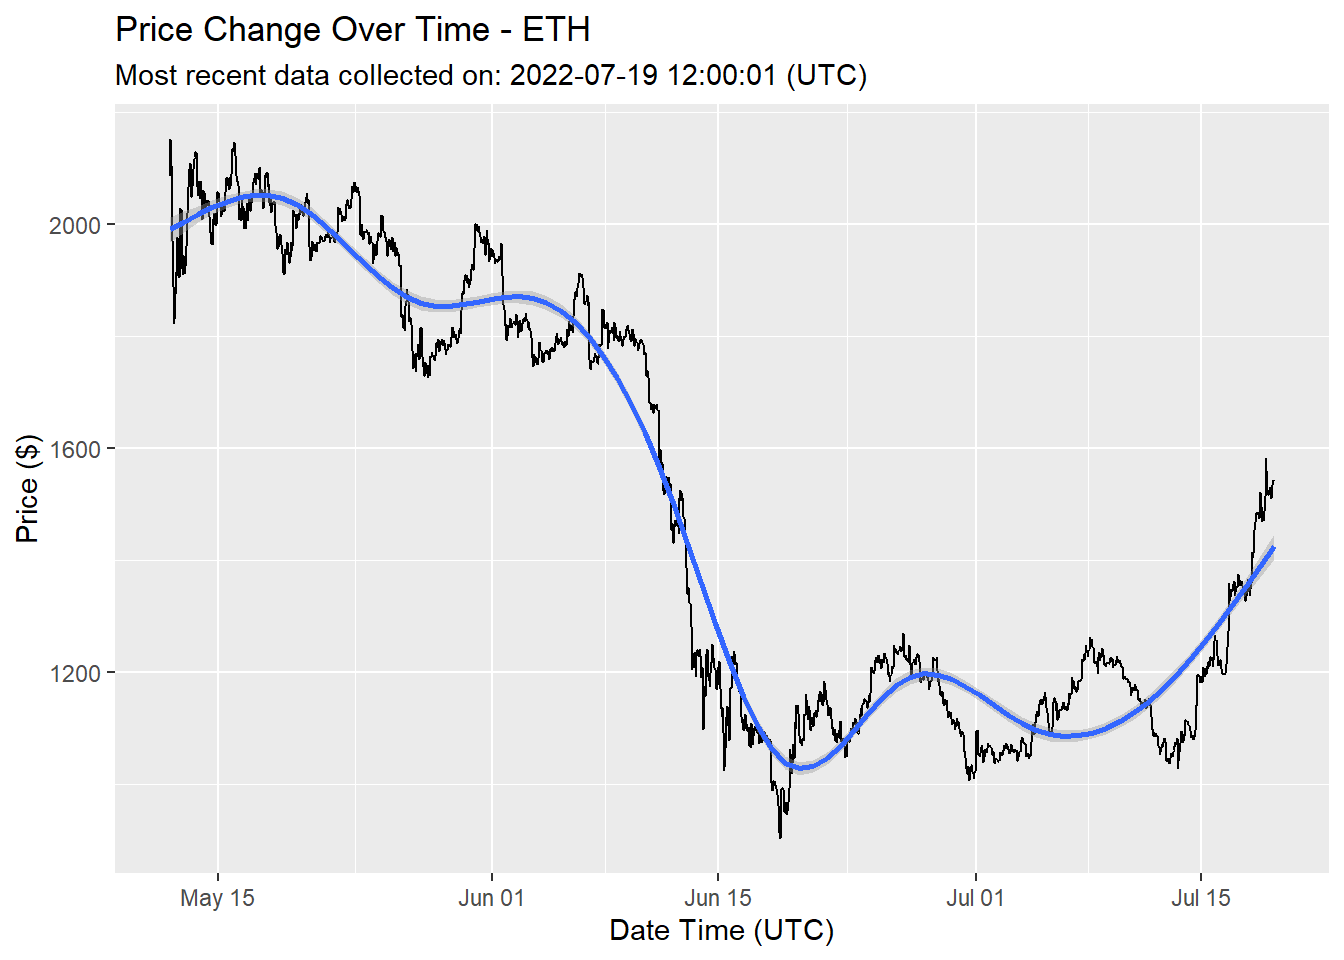 Price Change Over Time - ETH
Most recent data collected on: 2022-07-19 12:00:01 (UTC)
Price ($)
2000
1600
1200
May 15
Jun 01
Jun 15
Jul 01
Jul 15
Date Time (UTC)